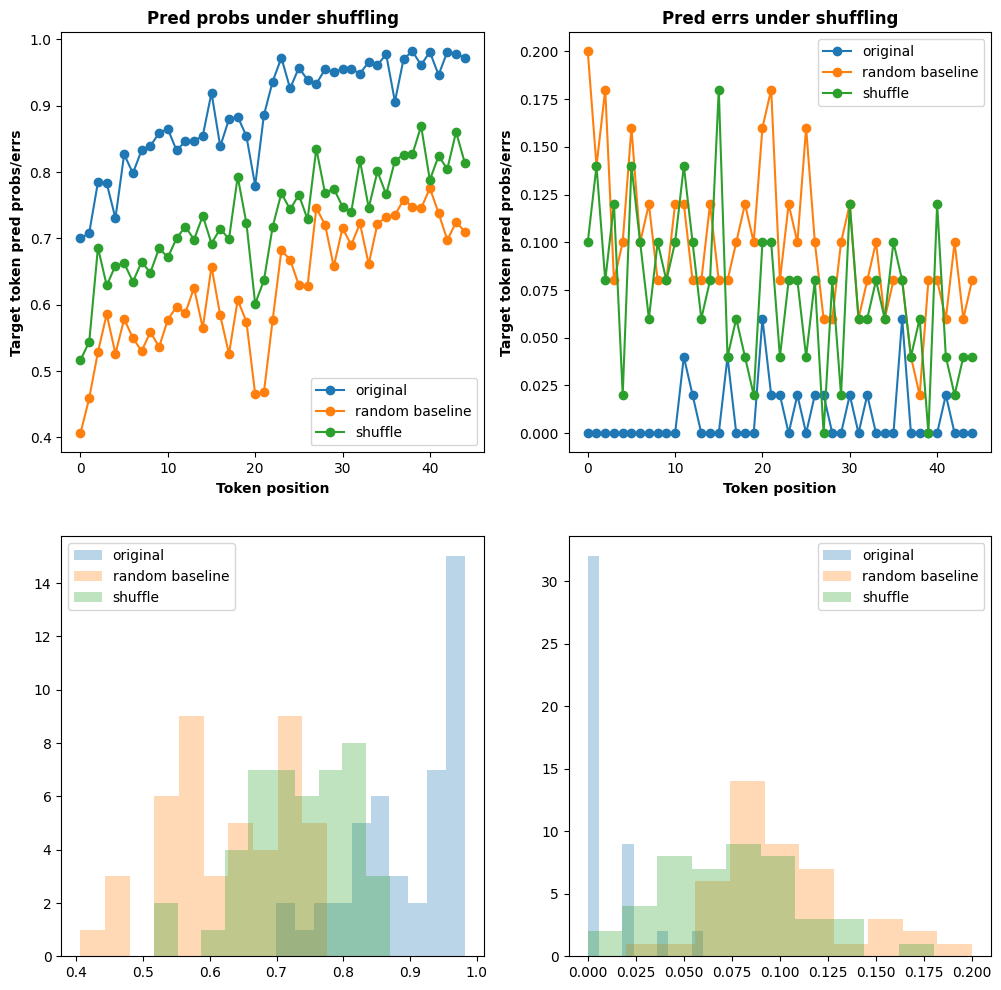 Pred probs under shuffling
Target token pred probs/errs
1.0
0.9
0.8
0.7
0.6
0.5
0.4
original
random baseline
shuffle
0 10 20 30 40
Token position
Pred errs under shuffling
Target token pred probs/errs
0.200
0.175
0.150
0.125
0.100
0.075
0.050
0.025
0.000
original
random baseline
shuffle
0 10 20 30 40
Token position
original
random baseline
shuffle
14
12
10
8
6
4
2
0
0.4 0.5 0.6 0.7 0.8 0.9 1.0
original
random baseline
shuffle
30
25
20
15
10
5
0
0.000 0.025 0.050 0.075 0.100 0.125 0.150 0.175 0.200